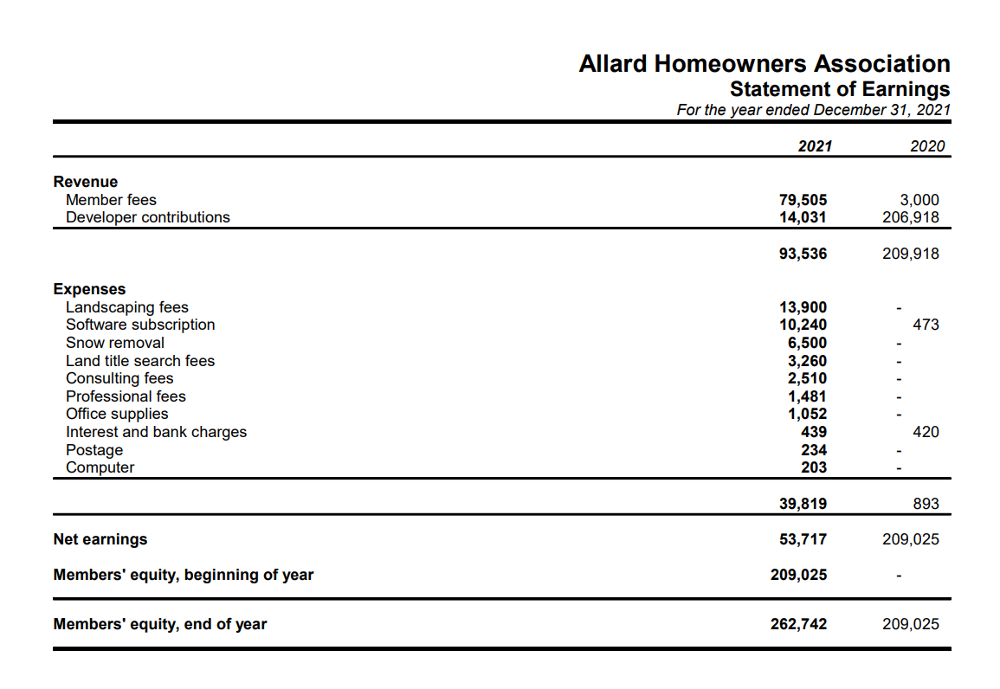 Allard Homeowners Association
Statement of Earnings
For the year ended December 31, 2021
2021 2020
Revenue
Member fees 79,505 3,000
Developer contributions 14,031 206,918
93,536 209,918
Expenses
Landscaping fees 13,900 -
Software subscription 10,240 473
Snow removal 6,500 -
Land title search fees 3,260 -
Consulting fees 2,510 -
Professional fees 1,481 -
Office supplies 1,052 -
Interest and bank charges 439 420
Postage 234 -
Computer 203 -
39,819 893
Net earnings 53,717 209,025
Members' equity, beginning of year 209,025 -
Members' equity, end of year 262,742 209,025